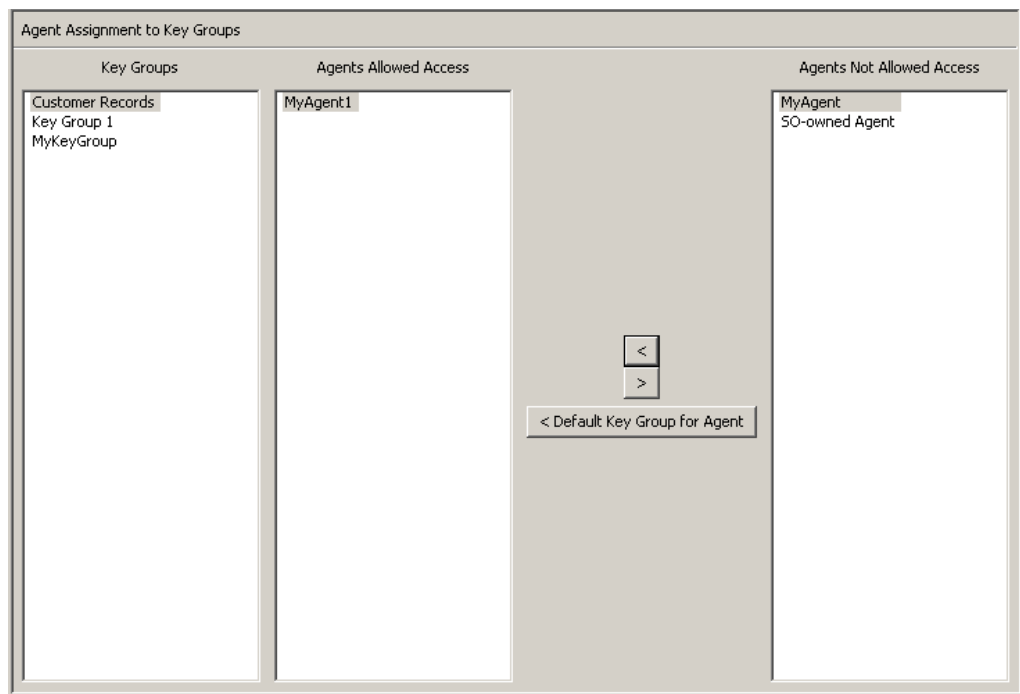 Agent Assignment to Key Groups
Key Groups
Agents Allowed Access
Agents Not Allowed Access
Customer Records
Key Group 1
MyKeyGroup
MyAgent1
MyAgent
SO-owned Agent
<
>
< Default Key Group for Agent